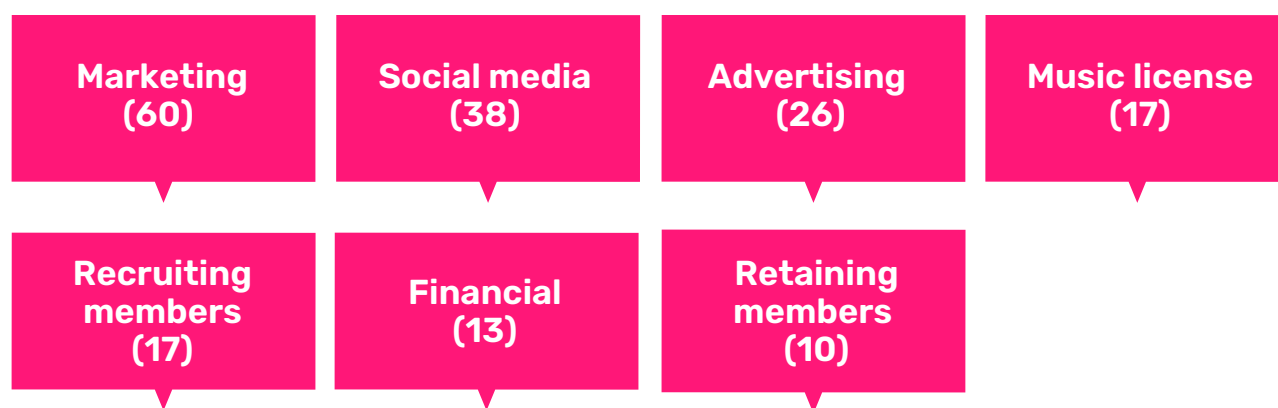 Marketing
(60)
Social media
(38)
Advertising
(26)
Music license
(17)
Recruiting
members
(17)
Financial
(13)
Retaining
members
(10)